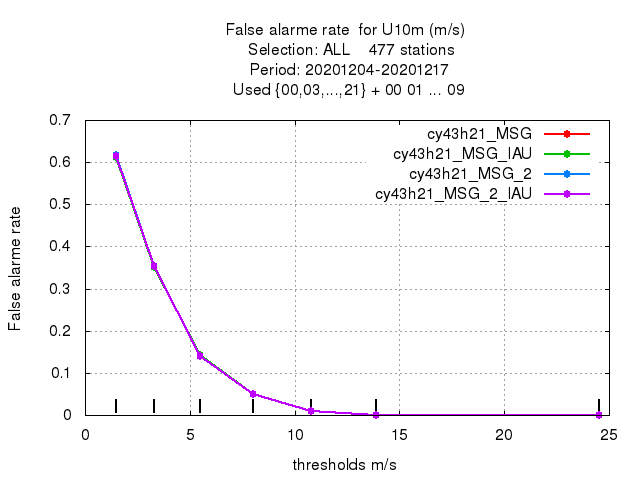 False alarme rate  for U10m (m/s)
Selection: ALL    477 stations
Period: 20201204-20201217
Used {00,03,...,21} + 00 01 ... 09
0.7
0.6
0.5
0.4
0.3
0.2
0.1
0
False alarme rate
cy43h21_MSG
cy43h21_MSG_IAU
cy43h21_MSG_2
cy43h21_MSG_2_IAU
0 5 10 15 20 25
thresholds m/s